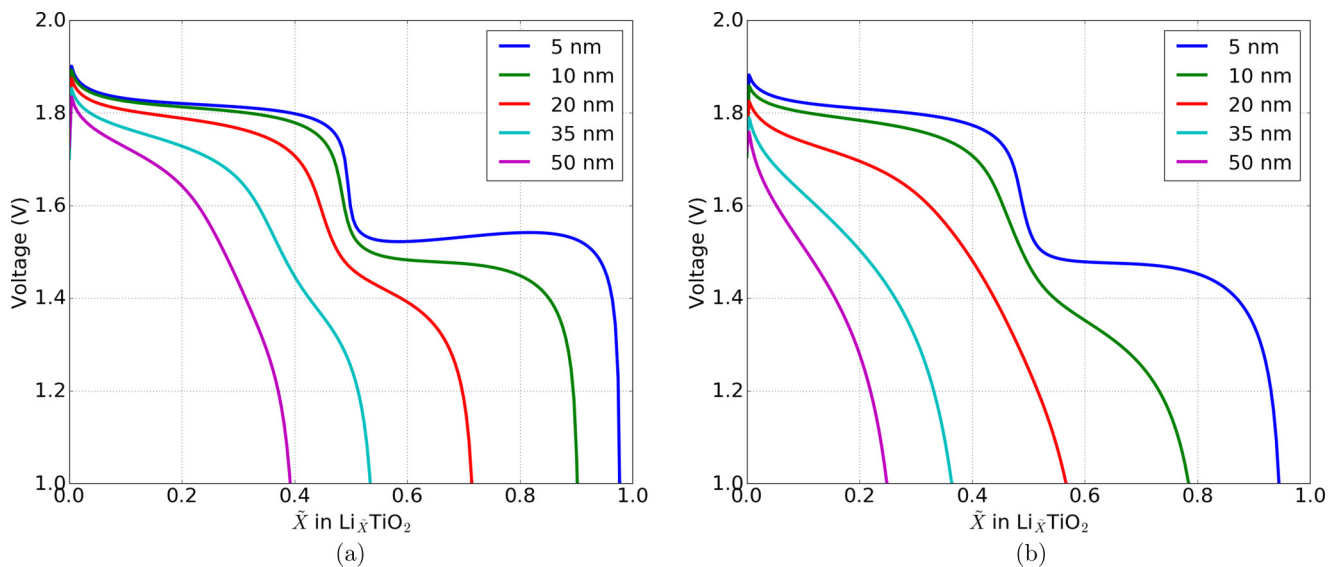 2.0
1.8
1.6
1.4
1.2
1.0
Voltage (V)
5 nm
10 nm
20 nm
35 nm
50 nm
0.0 0.2 0.4 0.6 0.8 1.0
X̃ in Li_X̃TiO₂
(a)
2.0
1.8
1.6
1.4
1.2
1.0
Voltage (V)
5 nm
10 nm
20 nm
35 nm
50 nm
0.0 0.2 0.4 0.6 0.8 1.0
X̃ in Li_X̃TiO₂
(b)